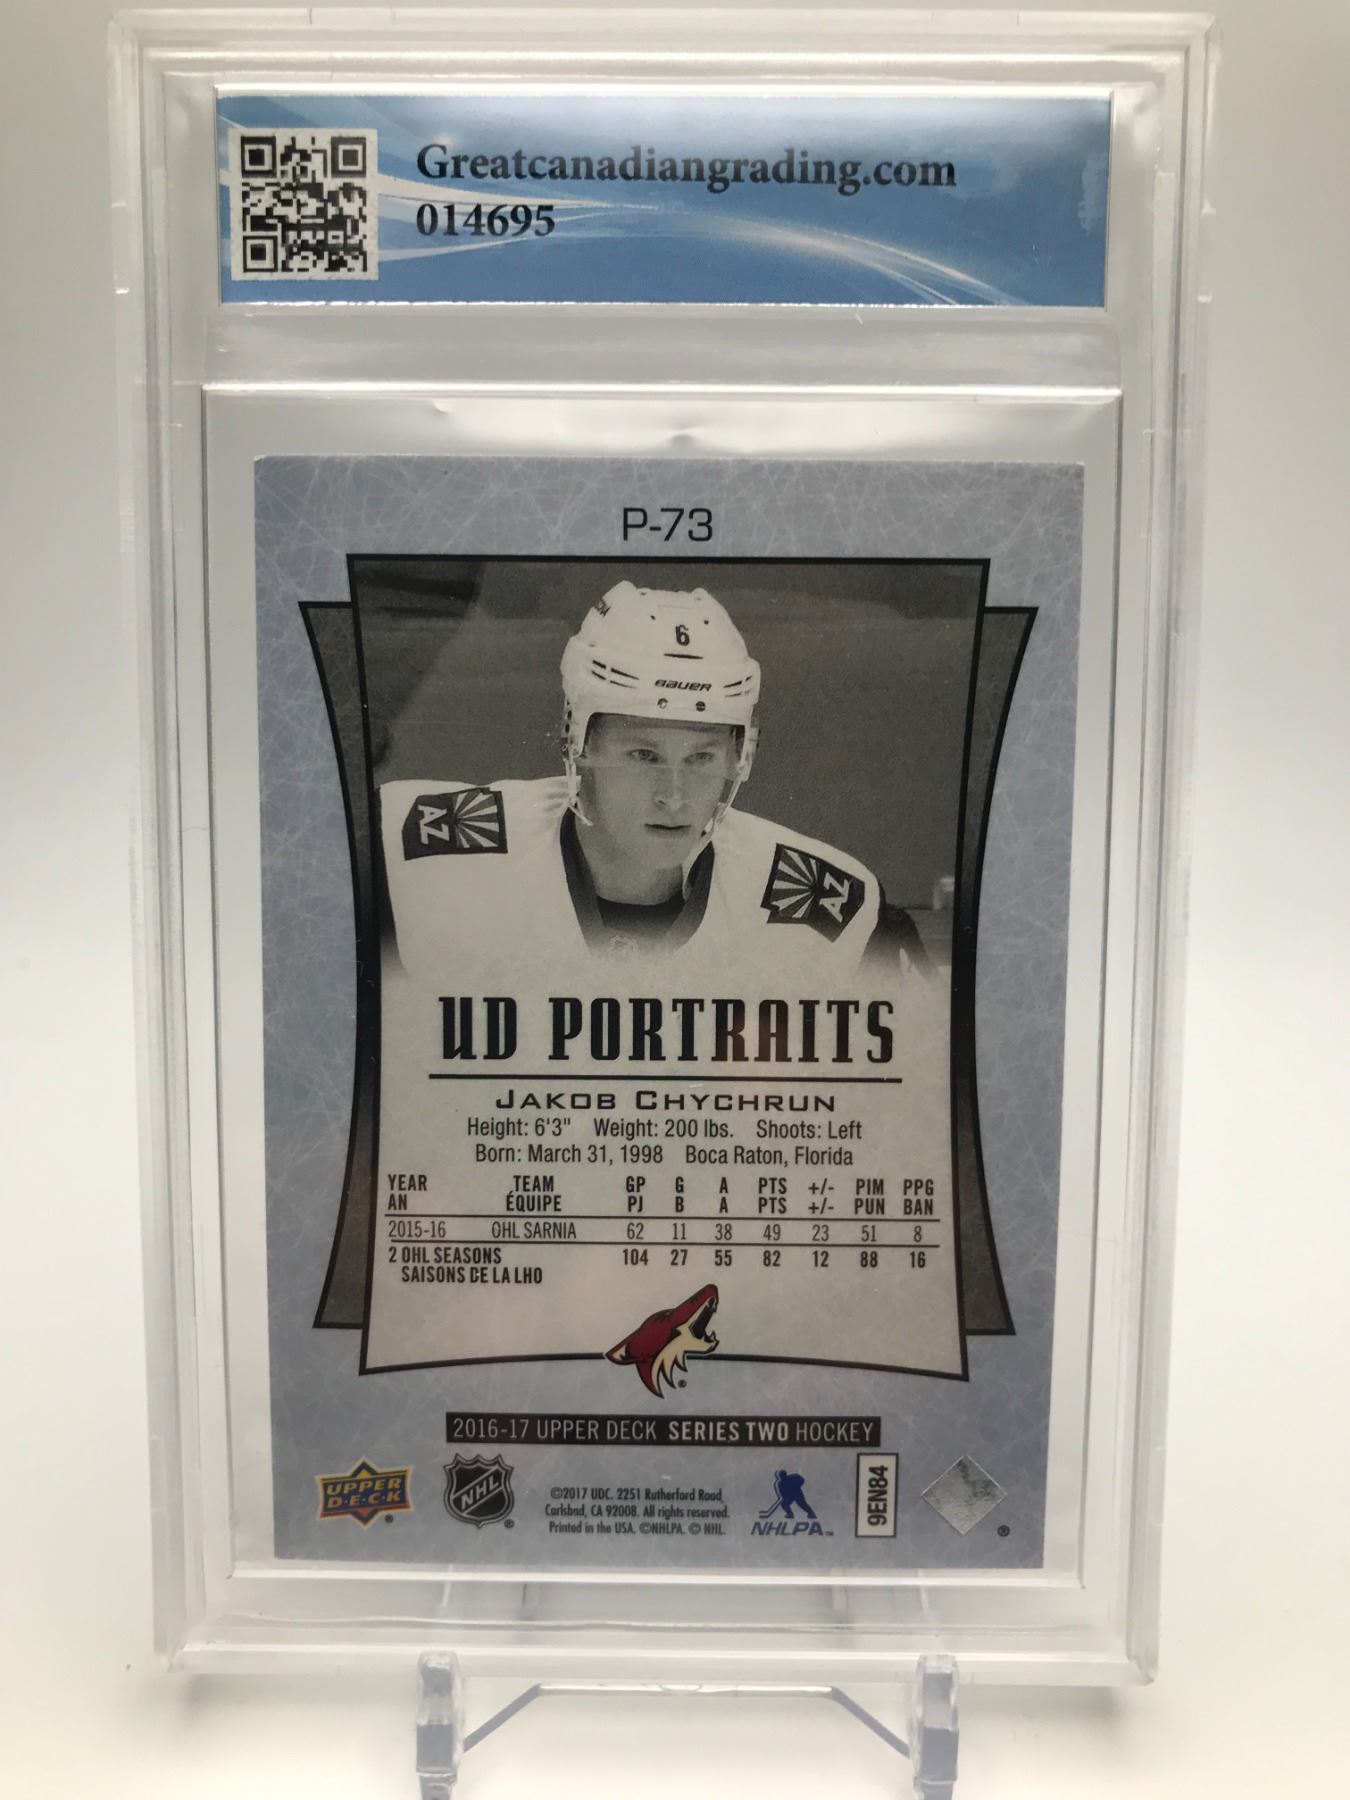 Greatcanadiangrading.com
014695
P-73
6
BAUER
AZ
AZ
UD PORTRAITS
JAKOB CHYCHRUN
Height: 6'3" Weight: 200 lbs. Shoots: Left
Born: March 31, 1998 Boca Raton, Florida
YEAR TEAM GP G A PTS +/- PIM PPG
AN ÉQUIPE PJ B A PTS +/- PUN BAN
2015-16 OHL SARNIA 62 11 38 49 23 51 8
2 OHL SEASONS 104 27 55 82 12 88 16
SAISONS DE LA LHO
2016-17 UPPER DECK SERIES TWO HOCKEY
UPPER
D·E·C·K ®
NHL ®
©2017 UDC. 2251 Rutherford Road,
Carlsbad, CA 92008. All rights reserved.
Printed in the USA. ©NHLPA. © NHL.
NHLPA™
9EN84
®